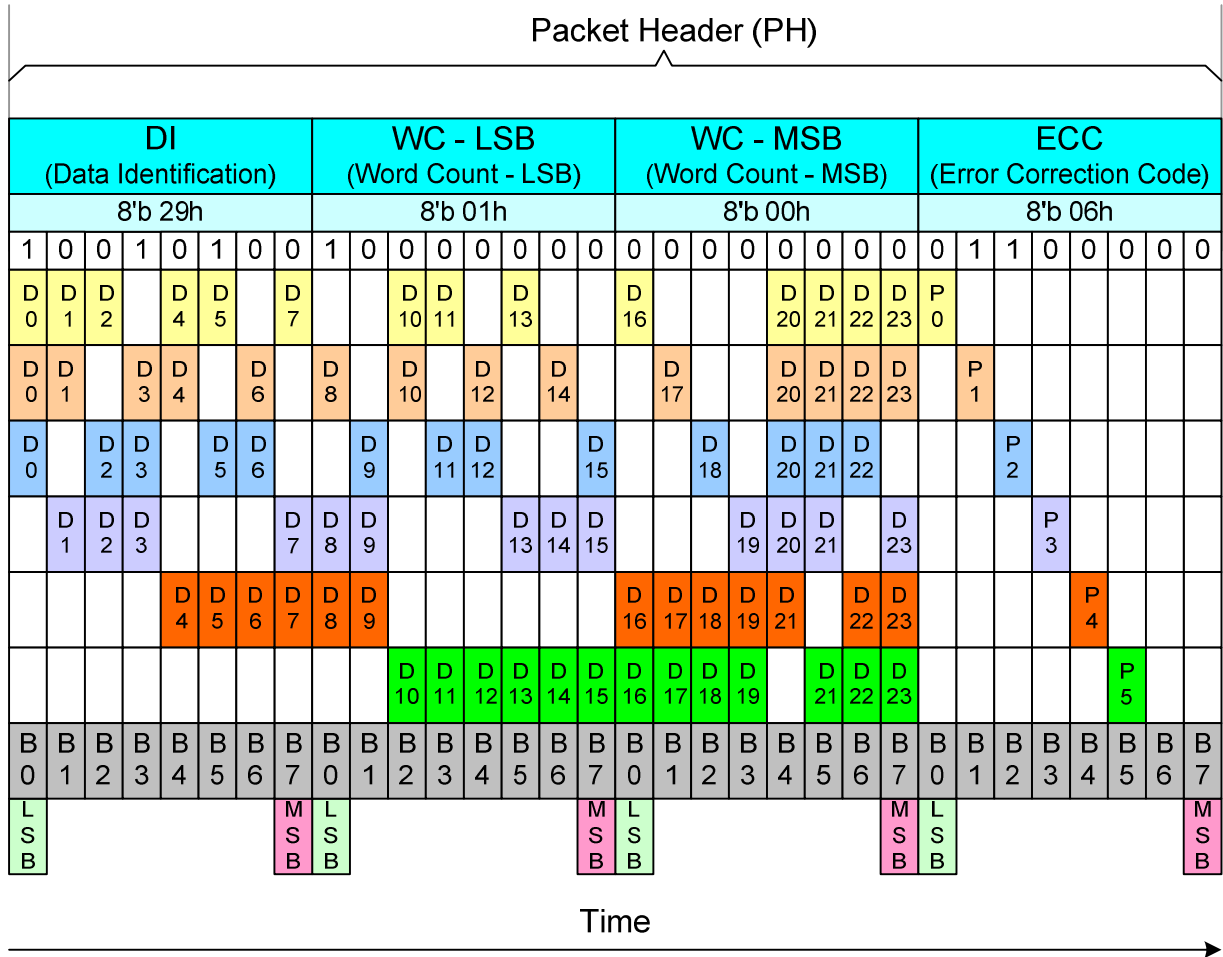 Packet Header (PH)
DI WC - LSB WC - MSB ECC
(Data Identification) (Word Count - LSB) (Word Count - MSB) (Error Correction Code)
8'b 29h 8'b 01h 8'b 00h 8'b 06h
1 0 0 1 0 1 0 0 1 0 0 0 0 0 0 0 0 0 0 0 0 0 0 0 0 1 1 0 0 0 0 0
D0 D1 D2 D4 D5 D7 D10 D11 D13 D16 D20 D21 D22 D23 P0
D0 D1 D3 D4 D6 D8 D10 D12 D14 D17 D20 D21 D22 D23 P1
D0 D2 D3 D5 D6 D9 D11 D12 D15 D18 D20 D21 D22 P2
D1 D2 D3 D7 D8 D9 D13 D14 D15 D19 D20 D21 D23 P3
D4 D5 D6 D7 D8 D9 D16 D17 D18 D19 D21 D22 D23 P4
D10 D11 D12 D13 D14 D15 D16 D17 D18 D19 D21 D22 D23 P5
B0 B1 B2 B3 B4 B5 B6 B7 B0 B1 B2 B3 B4 B5 B6 B7 B0 B1 B2 B3 B4 B5 B6 B7 B0 B1 B2 B3 B4 B5 B6 B7
LSB MSB LSB MSB LSB MSB LSB MSB
Time